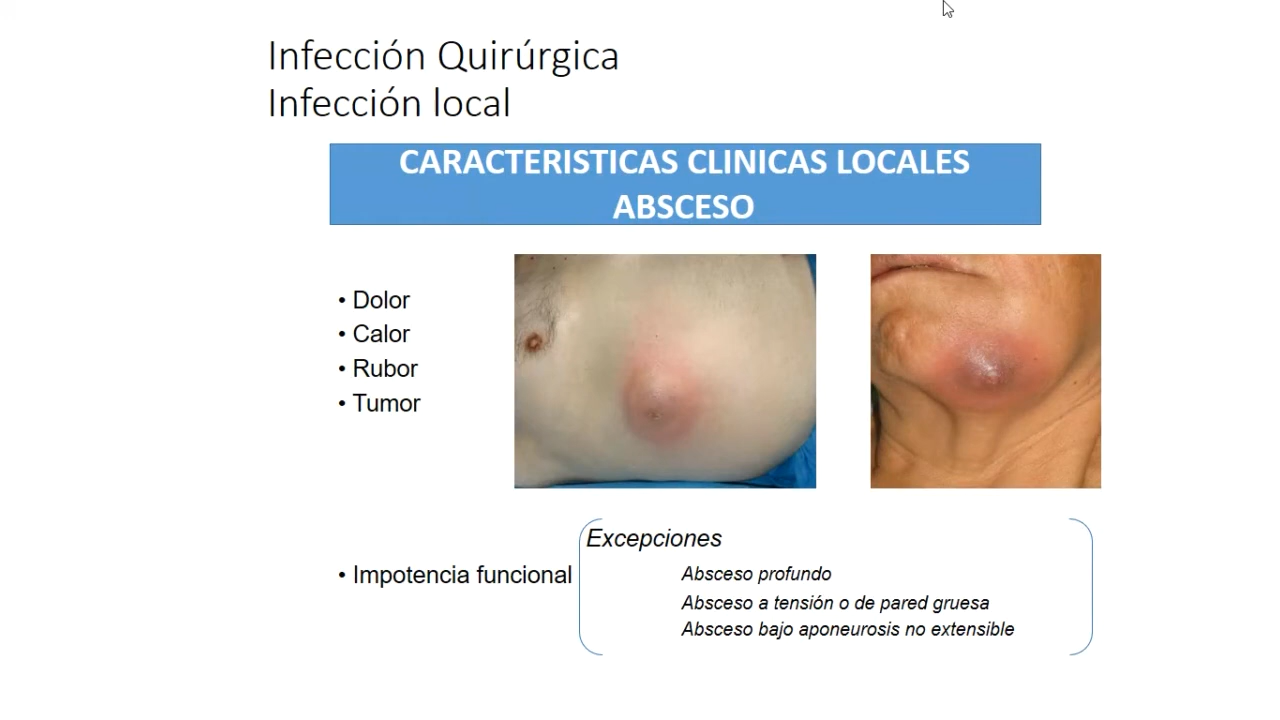 Infección Quirúrgica
Infección local
CARACTERISTICAS CLINICAS LOCALES
ABSCESO
• Dolor
• Calor
• Rubor
• Tumor
• Impotencia funcional
Excepciones
Absceso profundo
Absceso a tensión o de pared gruesa
Absceso bajo aponeurosis no extensible